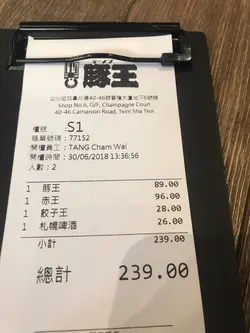 ラーメン
豚王
尖沙咀加拿分道40-46號香檳大廈地下6號舖
Shop No.6, G/F, Champagne Court
40-46 Carnarvon Road, Tsim Sha Tsui
檯號 : S1
賬單號碼 : 77152
開檯員工 : TANG Cham Wai
開檯時間 : 30/06/2018 13:36:56
人數 : 2
1 豚王 89.00
1 赤王 96.00
1 餃子王 28.00
1 札幌啤酒 26.00
小計 239.00
總計 239.00